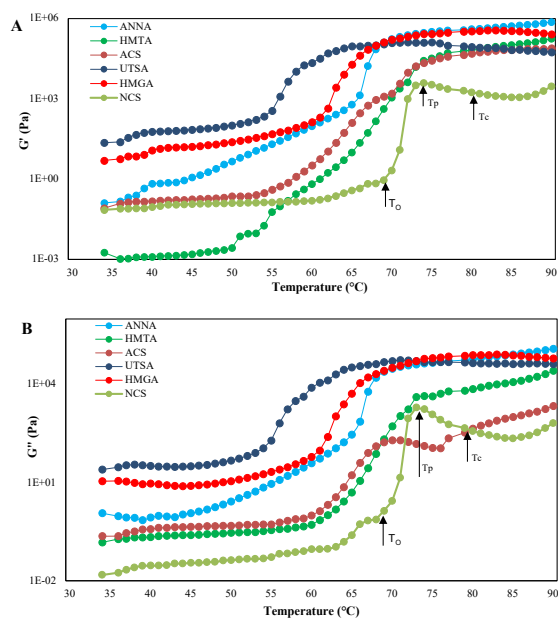 A
1E+06
1E+03
1E+00
1E-03
G' (Pa)
ANNA
HMTA
ACS
UTSA
HMGA
NCS
Tp
Tc
TO
30 35 40 45 50 55 60 65 70 75 80 85 90
Temperature (°C)
B
1E+04
1E+01
1E-02
G" (Pa)
ANNA
HMTA
ACS
UTSA
HMGA
NCS
Tp
Tc
TO
30 35 40 45 50 55 60 65 70 75 80 85 90
Temperature (°C)